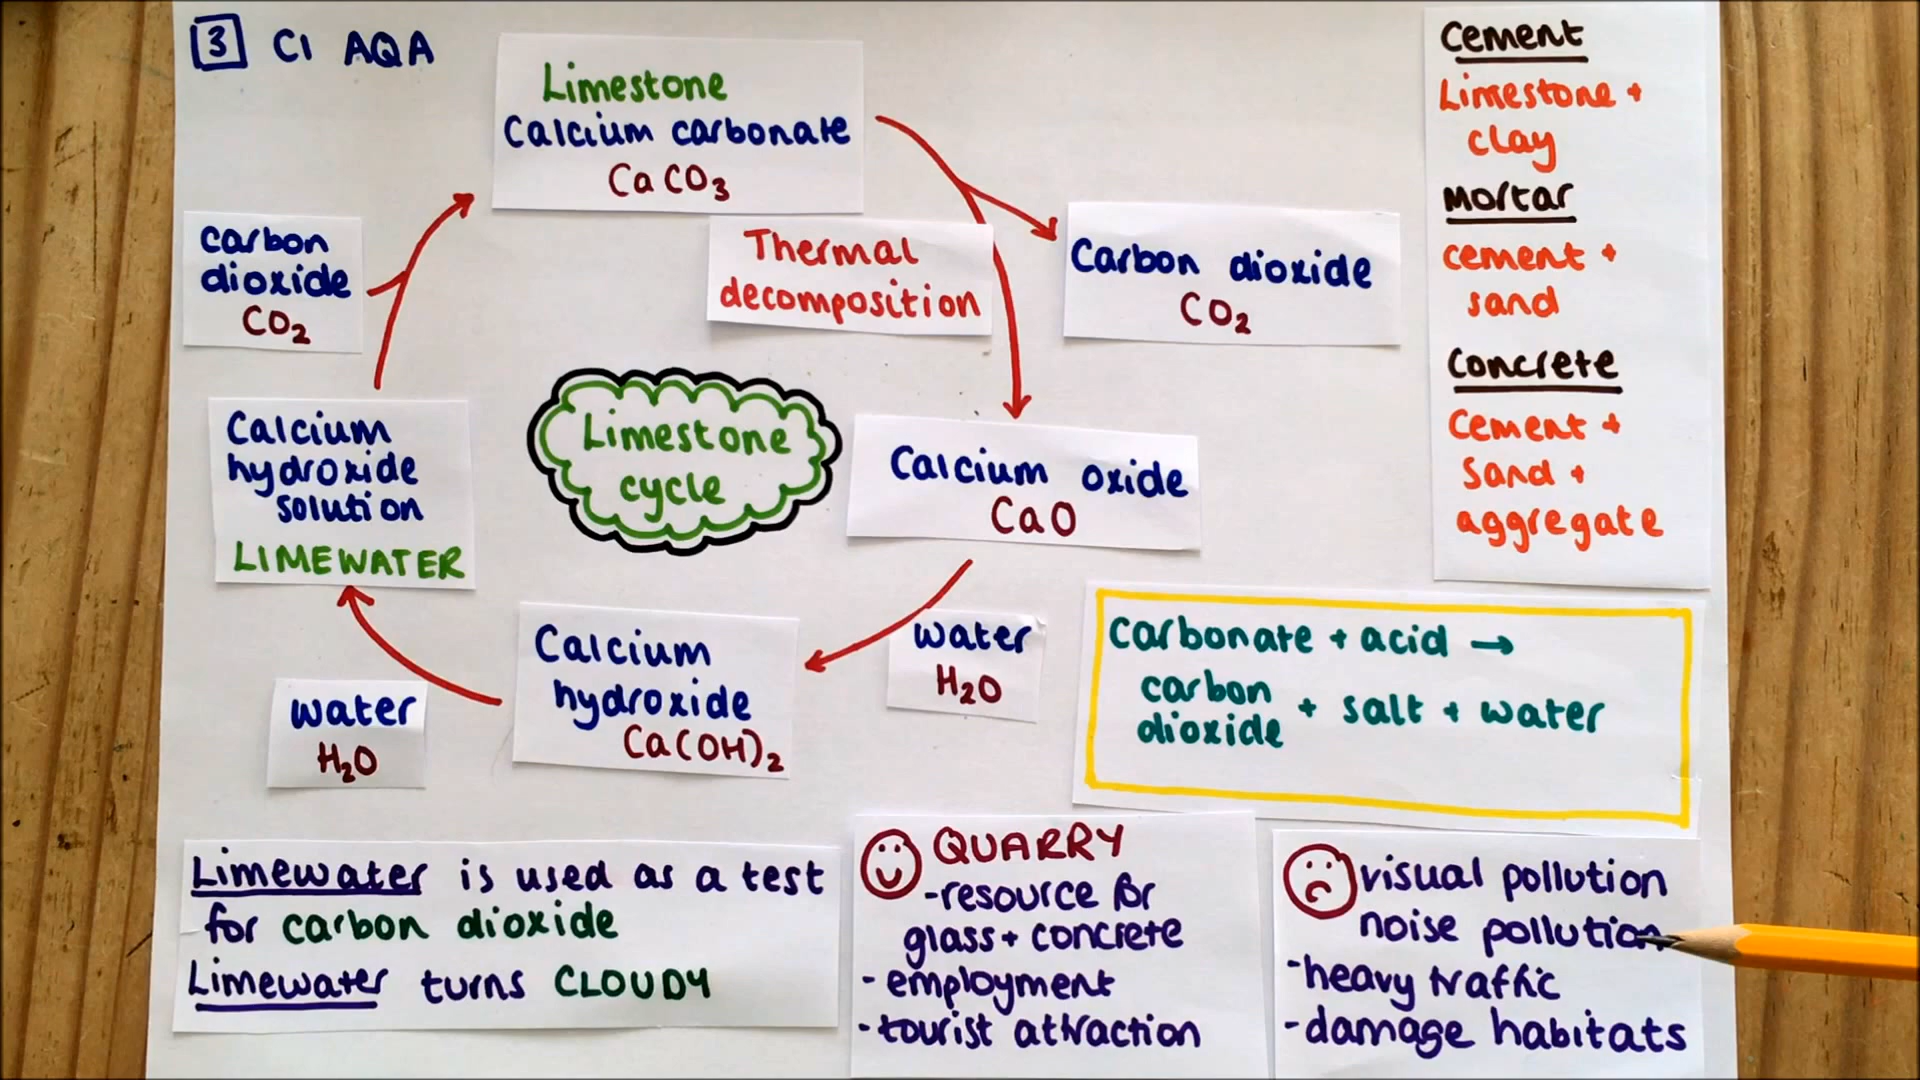 3 C1 AQA
Limestone
Calcium carbonate
CaCO3
Thermal
decomposition
Carbon dioxide
CO2
Calcium oxide
CaO
water
H2O
Calcium
hydroxide
Ca(OH)2
water
H2O
Calcium
hydroxide
solution
LIMEWATER
carbon
dioxide
CO2
Limestone
cycle
Cement
Limestone +
clay
Mortar
cement +
sand
Concrete
Cement +
Sand +
aggregate
Carbonate + acid →
carbon
dioxide + salt + water
Limewater is used as a test
for carbon dioxide
Limewater turns CLOUDY
QUARRY
-resource for
glass + concrete
-employment
-tourist attraction
visual pollution
noise pollution
-heavy traffic
-damage habitats